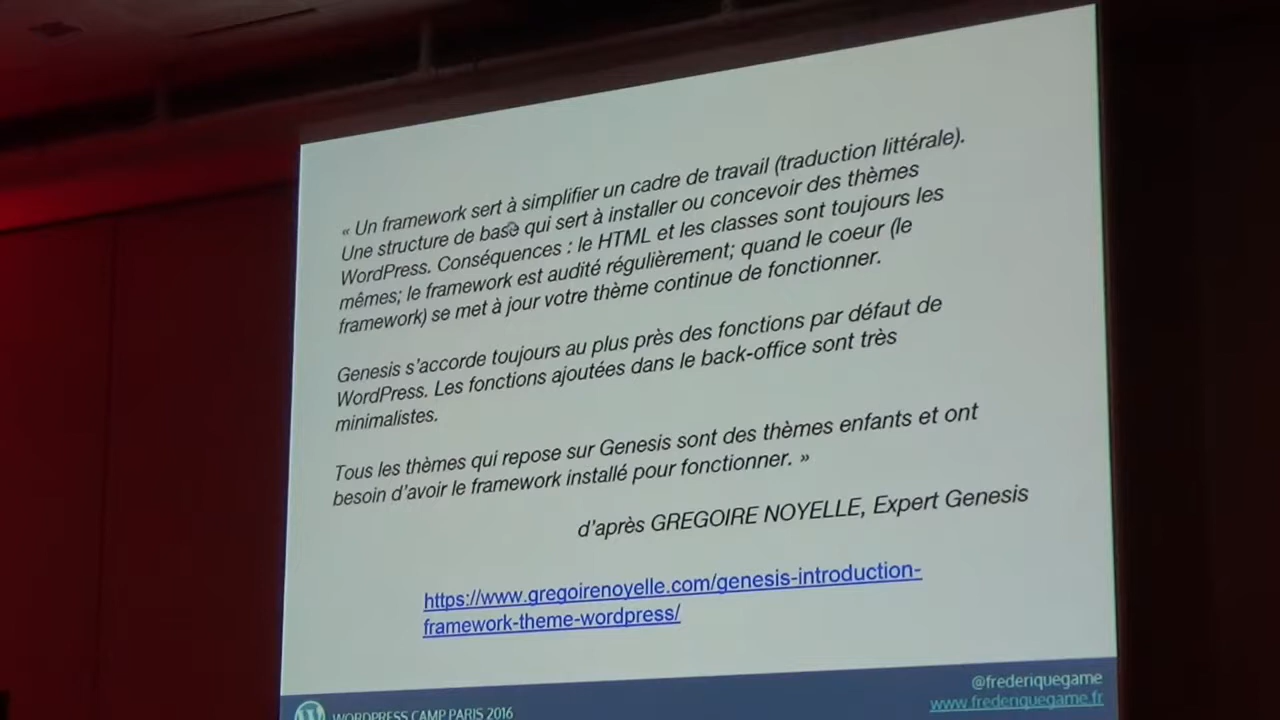 « Un framework sert à simplifier un cadre de travail (traduction littérale).
Une structure de base qui sert à installer ou concevoir des thèmes
WordPress. Conséquences : le HTML et les classes sont toujours les
mêmes; le framework est audité régulièrement; quand le coeur (le
framework) se met à jour votre thème continue de fonctionner.
Genesis s'accorde toujours au plus près des fonctions par défaut de
WordPress. Les fonctions ajoutées dans le back-office sont très
minimalistes.
Tous les thèmes qui repose sur Genesis sont des thèmes enfants et ont
besoin d'avoir le framework installé pour fonctionner. »
d'après GREGOIRE NOYELLE, Expert Genesis
https://www.gregoirenoyelle.com/genesis-introduction-
framework-theme-wordpress/
@frederiquegame
www.frederiquegame.fr
WORDPRESS CAMP PARIS 2016